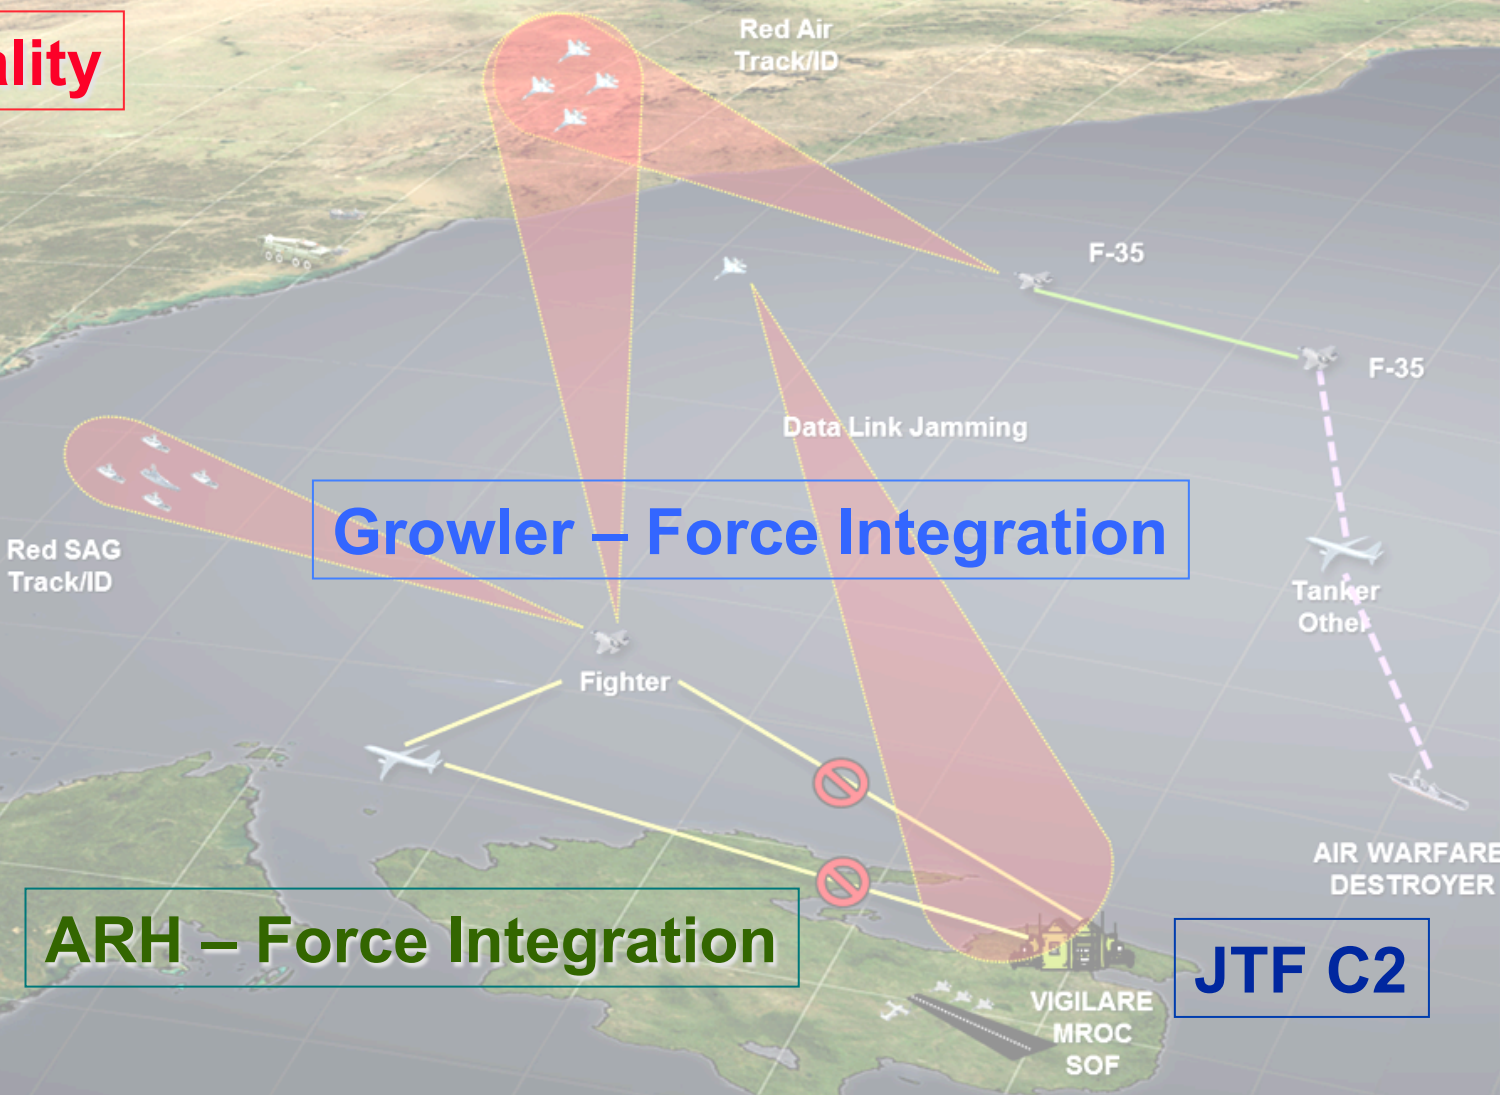 ality
Red Air
Track/ID
F-35
F-35
Data Link Jamming
Growler – Force Integration
Red SAG
Track/ID
Tanker
Other
Fighter
AIR WARFARE
DESTROYER
ARH – Force Integration
JTF C2
VIGILARE
MROC
SOF